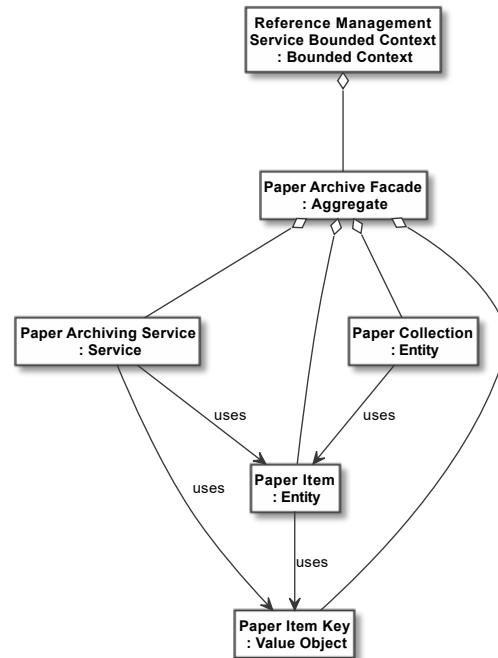 Reference Management
Service Bounded Context
: Bounded Context
Paper Archive Facade
: Aggregate
Paper Archiving Service
: Service
Paper Collection
: Entity
uses
uses
uses
Paper Item
: Entity
uses
Paper Item Key
: Value Object